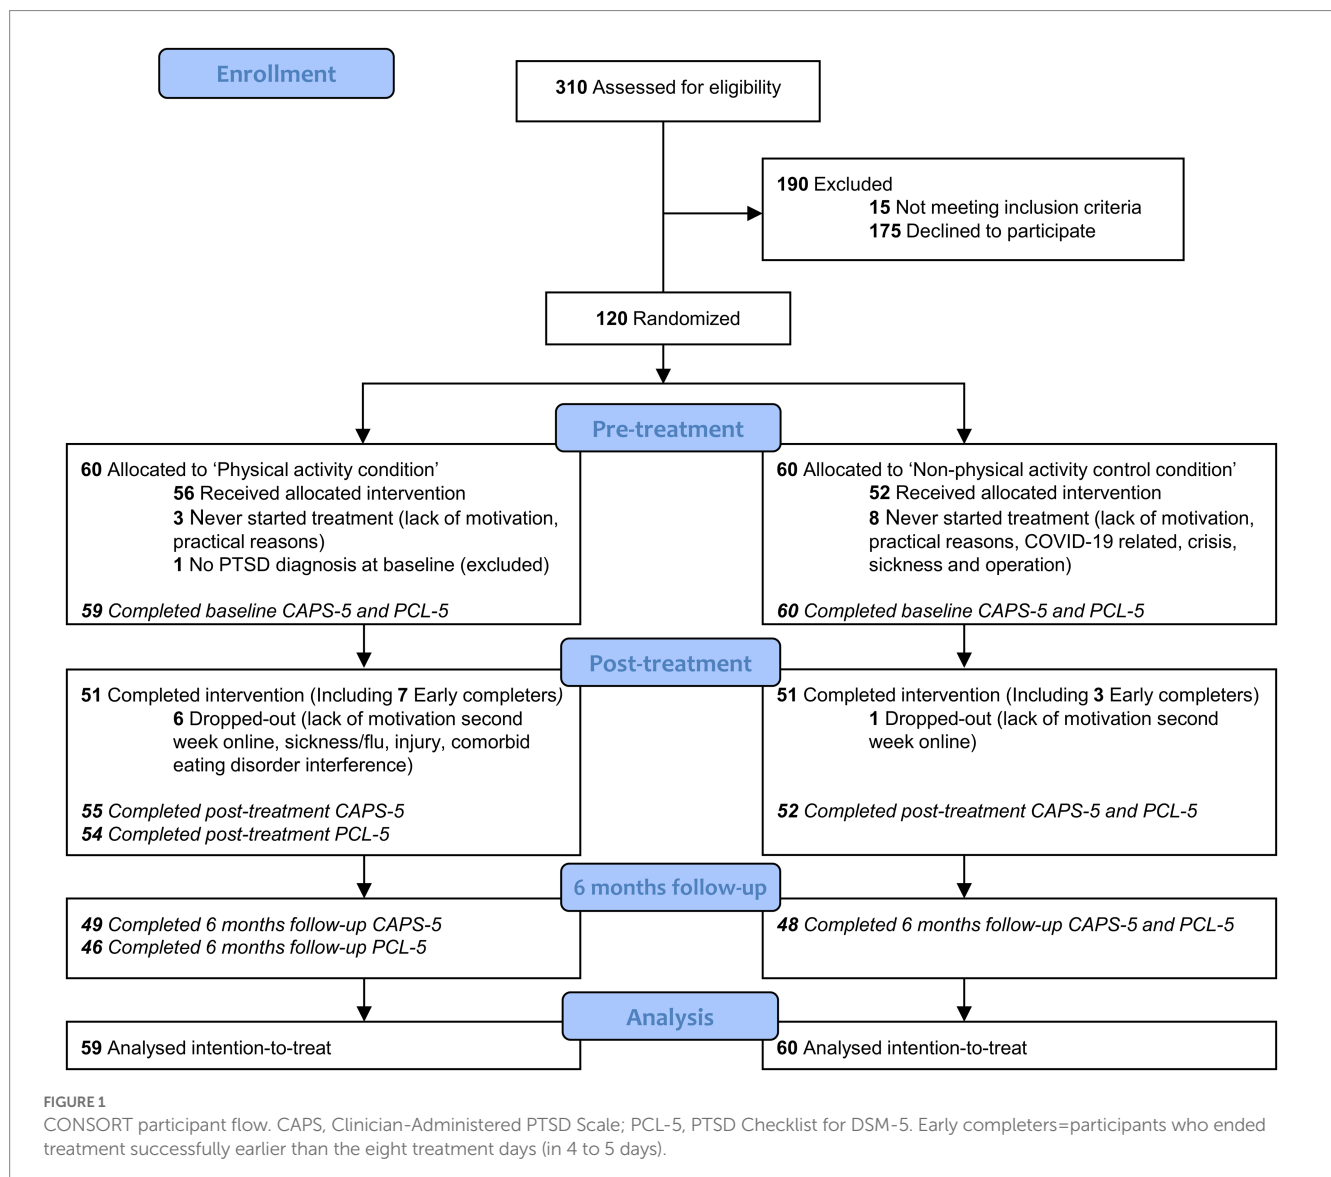 Enrollment
310 Assessed for eligibility
190 Excluded
15 Not meeting inclusion criteria
175 Declined to participate
120 Randomized
Pre-treatment
60 Allocated to ‘Physical activity condition’
56 Received allocated intervention
3 Never started treatment (lack of motivation,
practical reasons)
1 No PTSD diagnosis at baseline (excluded)
59 Completed baseline CAPS-5 and PCL-5
60 Allocated to ‘Non-physical activity control condition’
52 Received allocated intervention
8 Never started treatment (lack of motivation,
practical reasons, COVID-19 related, crisis,
sickness and operation)
60 Completed baseline CAPS-5 and PCL-5
Post-treatment
51 Completed intervention (Including 7 Early completers)
6 Dropped-out (lack of motivation second
week online, sickness/flu, injury, comorbid
eating disorder interference)
55 Completed post-treatment CAPS-5
54 Completed post-treatment PCL-5
51 Completed intervention (Including 3 Early completers)
1 Dropped-out (lack of motivation second
week online)
52 Completed post-treatment CAPS-5 and PCL-5
6 months follow-up
49 Completed 6 months follow-up CAPS-5
46 Completed 6 months follow-up PCL-5
48 Completed 6 months follow-up CAPS-5 and PCL-5
Analysis
59 Analysed intention-to-treat
60 Analysed intention-to-treat
FIGURE 1
CONSORT participant flow. CAPS, Clinician-Administered PTSD Scale; PCL-5, PTSD Checklist for DSM-5. Early completers=participants who ended
treatment successfully earlier than the eight treatment days (in 4 to 5 days).